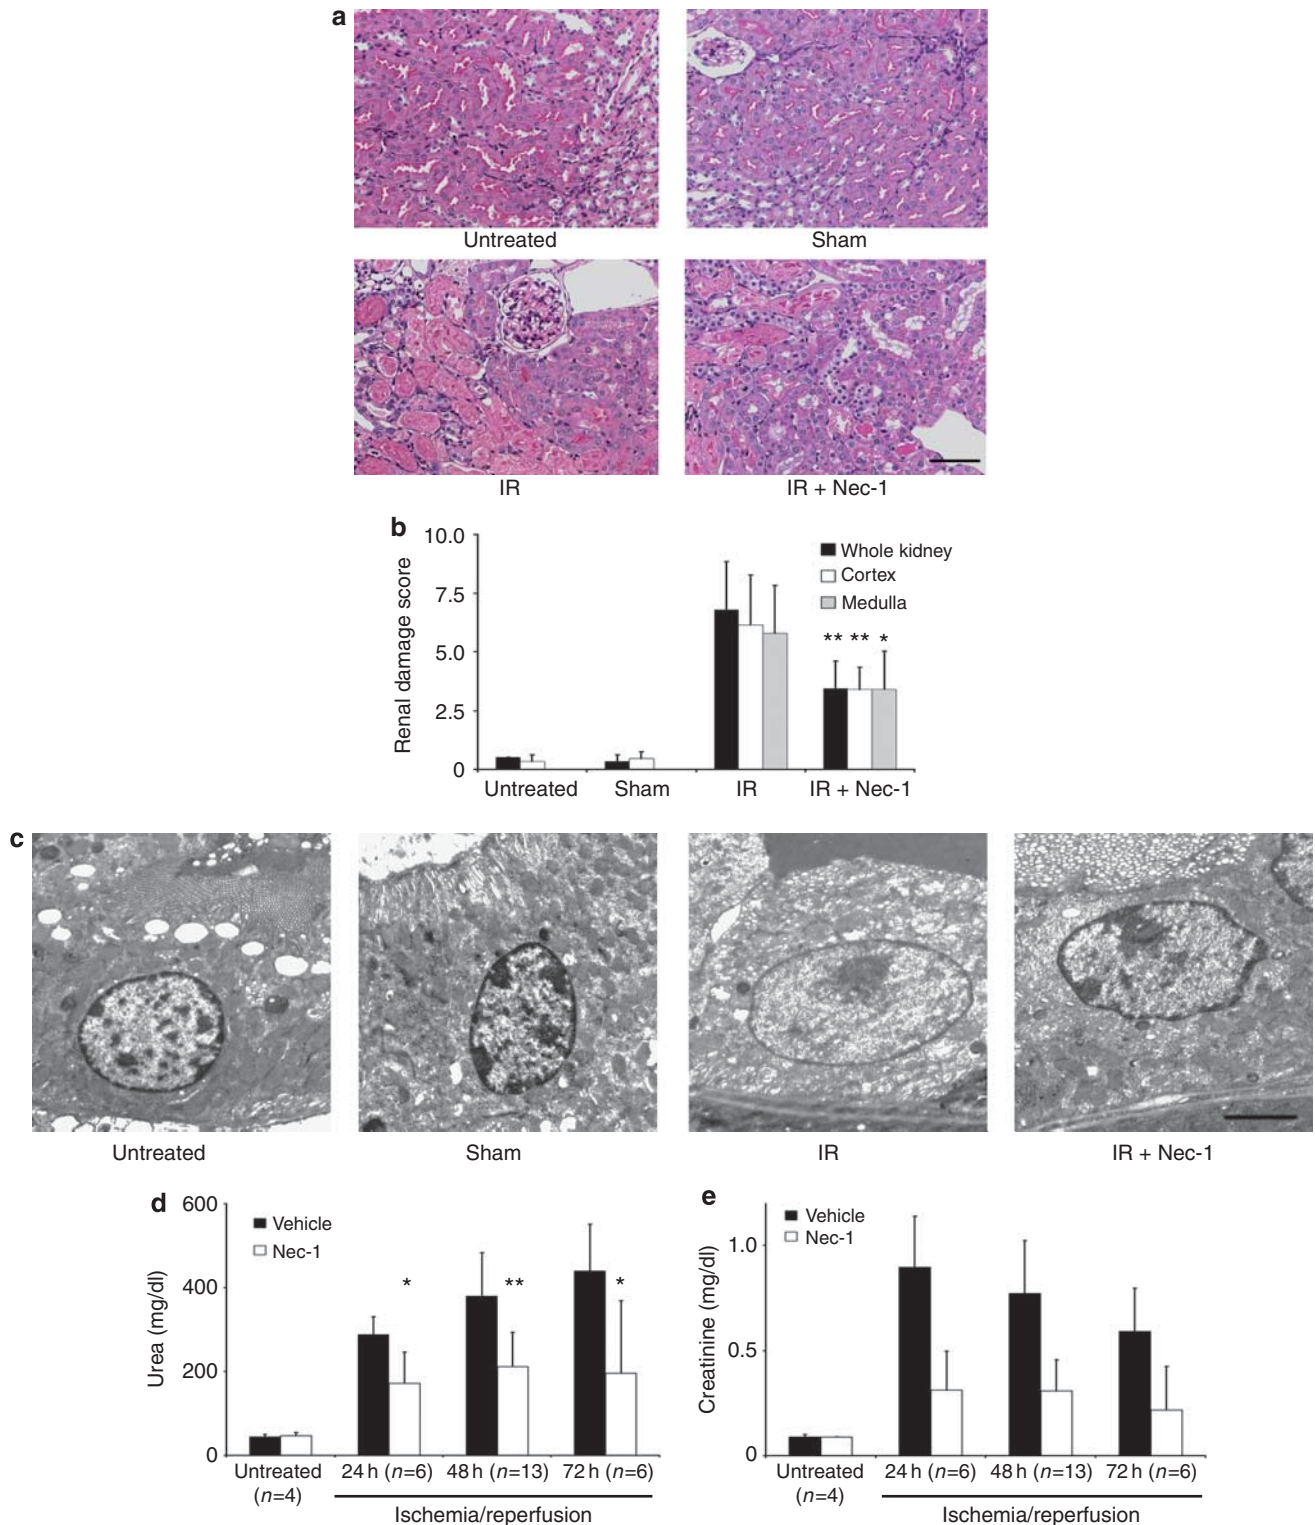 a
Untreated
Sham
IR
IR + Nec-1
b
Renal damage score
10.0
7.5
5.0
2.5
0
Whole kidney
Cortex
Medulla
** ** *
Untreated
Sham
IR
IR + Nec-1
c
Untreated
Sham
IR
IR + Nec-1
d
Urea (mg/dl)
600
400
200
0
Vehicle
Nec-1
*
**
*
Untreated
(n=4)
24 h (n=6)
48 h (n=13)
72 h (n=6)
Ischemia/reperfusion
e
Creatinine (mg/dl)
1.0
0.5
0
Vehicle
Nec-1
Untreated
(n=4)
24 h (n=6)
48 h (n=13)
72 h (n=6)
Ischemia/reperfusion